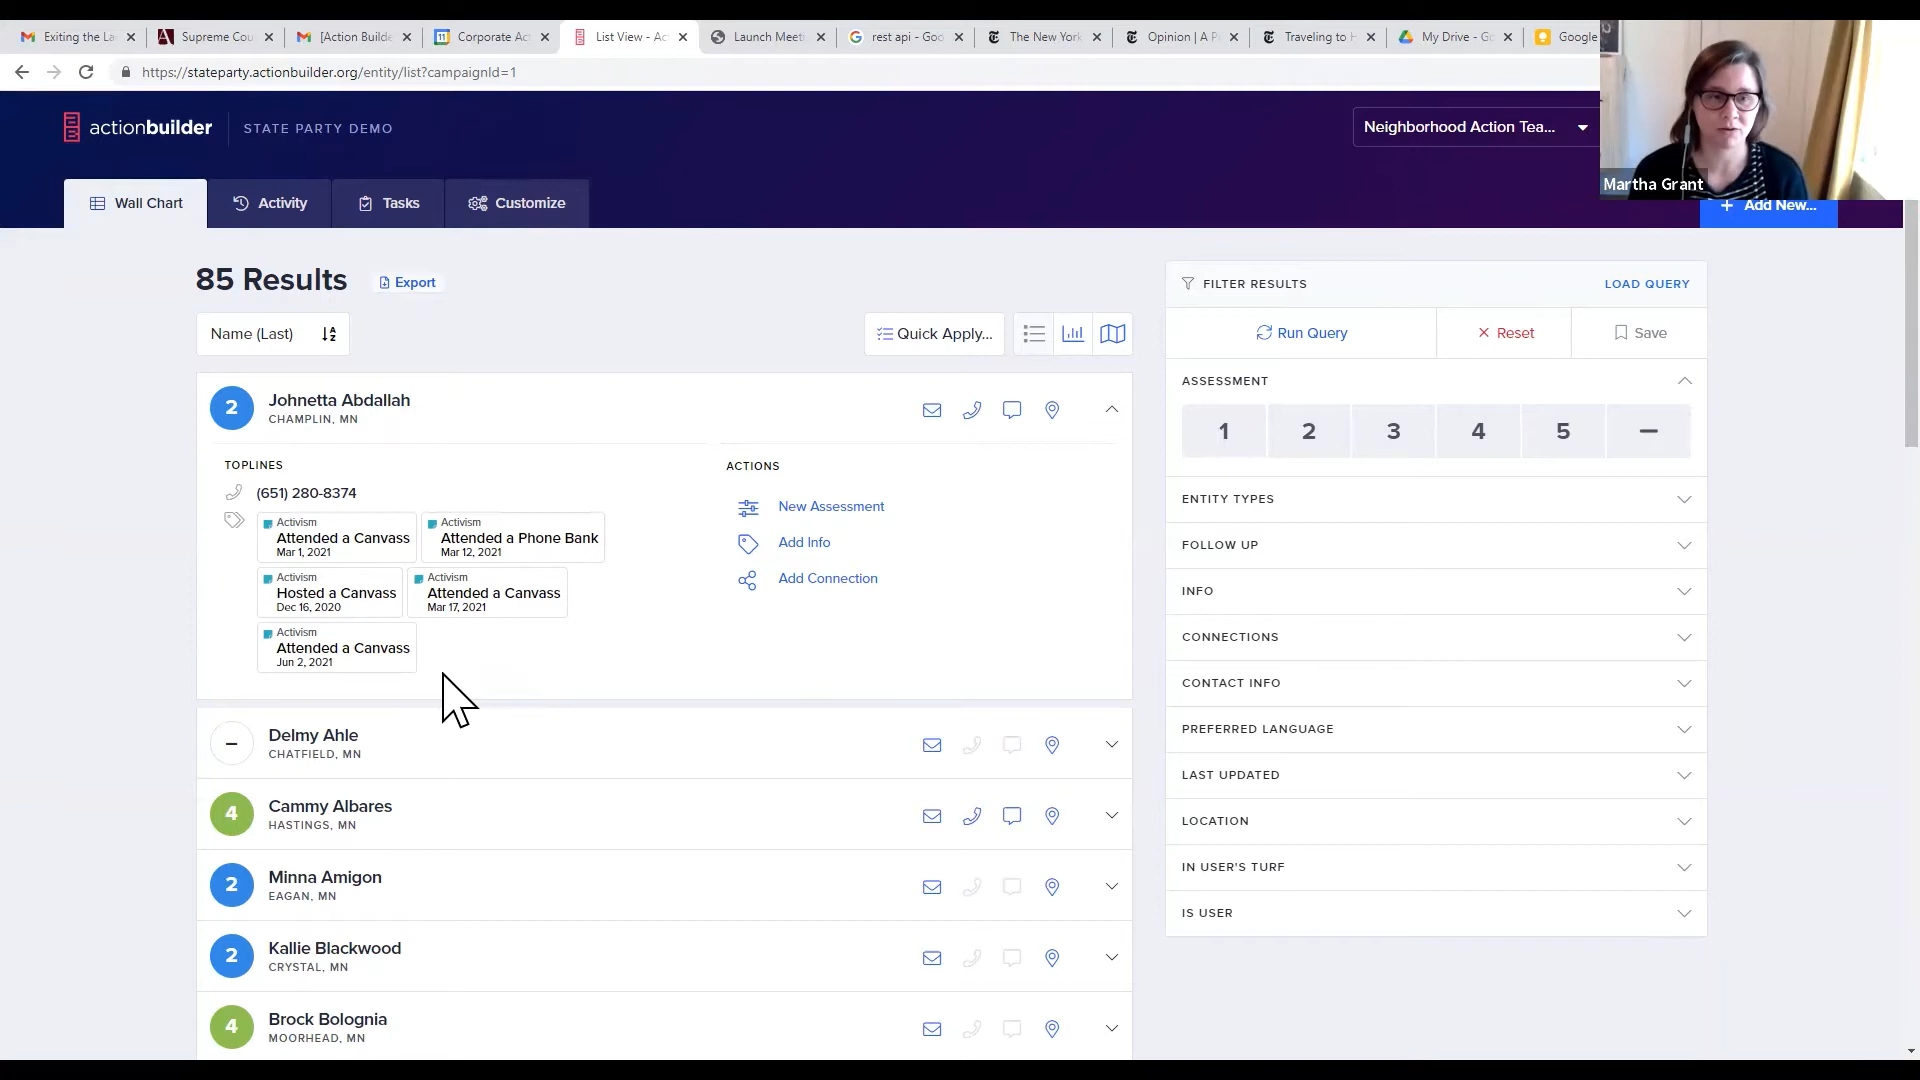 Exiting the La
Supreme Cou
[Action Builde
Corporate Ac
List View - Ac
Launch Meeti
rest api - Goo
The New York
Opinion | A P
Traveling to H
My Drive - Go
Google
https://stateparty.actionbuilder.org/entity/list?campaignId=1
actionbuilder
STATE PARTY DEMO
Neighborhood Action Tea...
Martha Grant
Wall Chart
Activity
Tasks
Customize
+ Add New...
85 Results
Export
Name (Last)
Quick Apply...
FILTER RESULTS
LOAD QUERY
Run Query
Reset
Save
ASSESSMENT
1 2 3 4 5 –
ENTITY TYPES
FOLLOW UP
INFO
CONNECTIONS
CONTACT INFO
PREFERRED LANGUAGE
LAST UPDATED
LOCATION
IN USER'S TURF
IS USER
2
Johnetta Abdallah
CHAMPLIN, MN
TOPLINES
(651) 280-8374
Activism
Attended a Canvass
Mar 1, 2021
Activism
Attended a Phone Bank
Mar 12, 2021
Activism
Hosted a Canvass
Dec 16, 2020
Activism
Attended a Canvass
Mar 17, 2021
Activism
Attended a Canvass
Jun 2, 2021
ACTIONS
New Assessment
Add Info
Add Connection
–
Delmy Ahle
CHATFIELD, MN
4
Cammy Albares
HASTINGS, MN
2
Minna Amigon
EAGAN, MN
2
Kallie Blackwood
CRYSTAL, MN
4
Brock Bolognia
MOORHEAD, MN